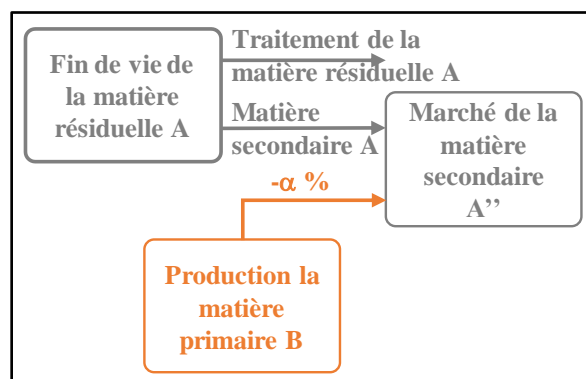 Fin de vie de
la matière
résiduelle A
Traitement de la
matière résiduelle A
Matière
secondaire A
Marché de la
matière
secondaire
A’’
-α %
Production la
matière
primaire B